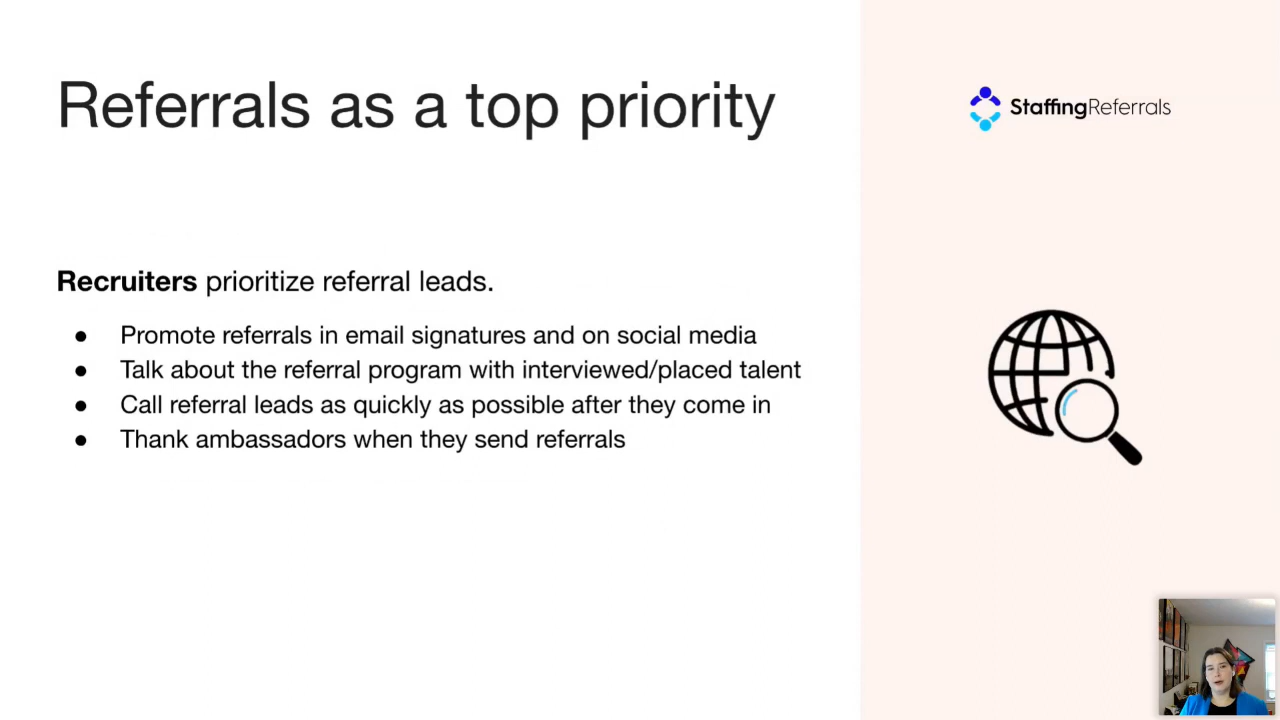 Referrals as a top priority
StaffingReferrals
Recruiters prioritize referral leads.
● Promote referrals in email signatures and on social media
● Talk about the referral program with interviewed/placed talent
● Call referral leads as quickly as possible after they come in
● Thank ambassadors when they send referrals